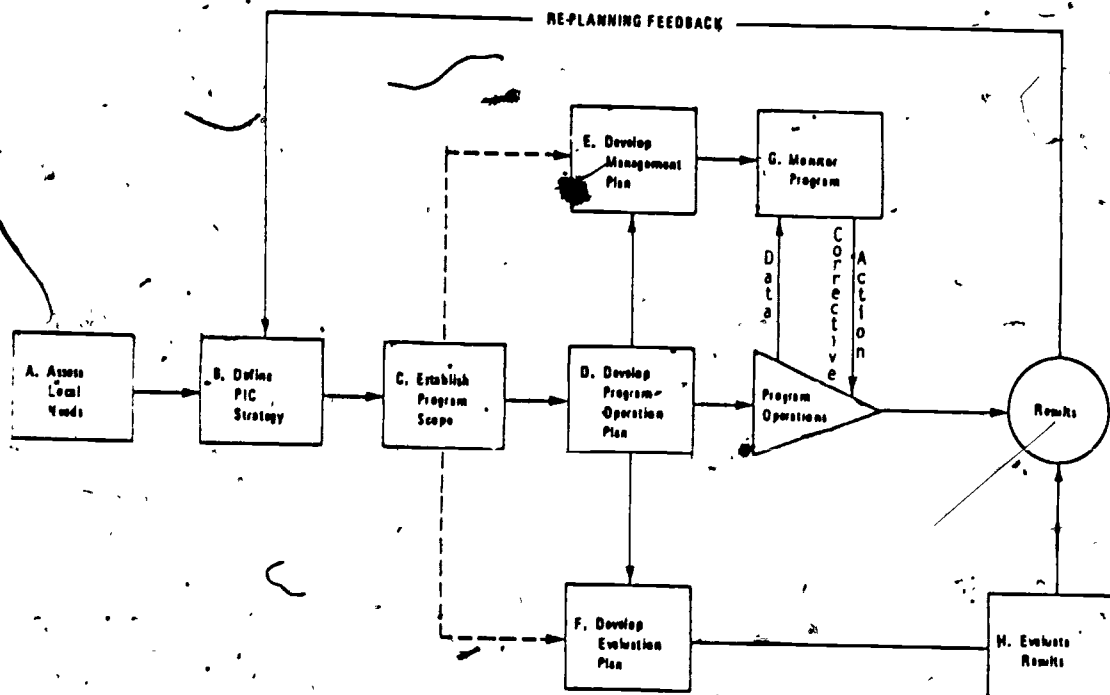 RE-PLANNING FEEDBACK
E. Develop
Management
Plan
G. Monitor
Program
Data
Corrective
Action
A. Assess
Local
Needs
B. Define
PIC
Strategy
C. Establish
Program
Scope
D. Develop
Program
Operation
Plan
Program
Operations
Results
F. Develop
Evaluation
Plan
H. Evaluate
Results